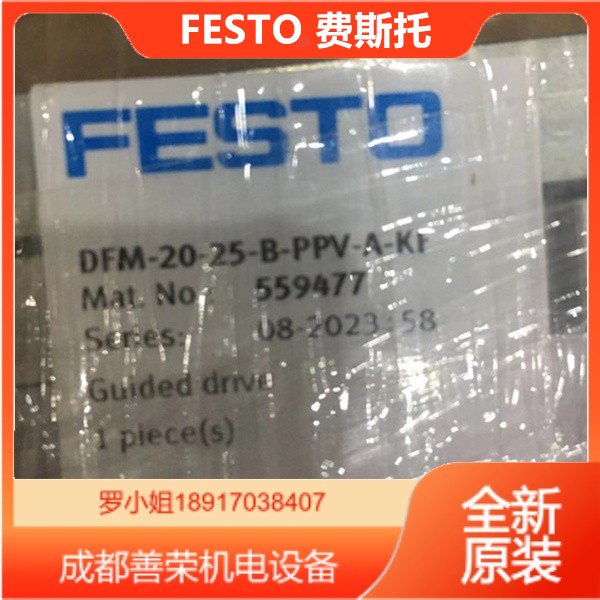 FESTO 费斯托
FESTO
DFM-20-25-B-PPV-A-KF
Mat. No.: 559477
Series: 08-2023:58
Guided drive
1 piece(s)
罗小姐18917038407
成都善荣机电设备
全新
原装